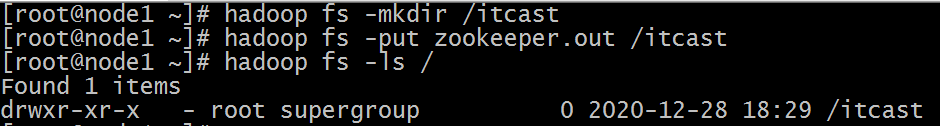 [root@node1 ~]# hadoop fs -mkdir /itcast
[root@node1 ~]# hadoop fs -put zookeeper.out /itcast
[root@node1 ~]# hadoop fs -ls /
Found 1 items
drwxr-xr-x   - root supergroup          0 2020-12-28 18:29 /itcast